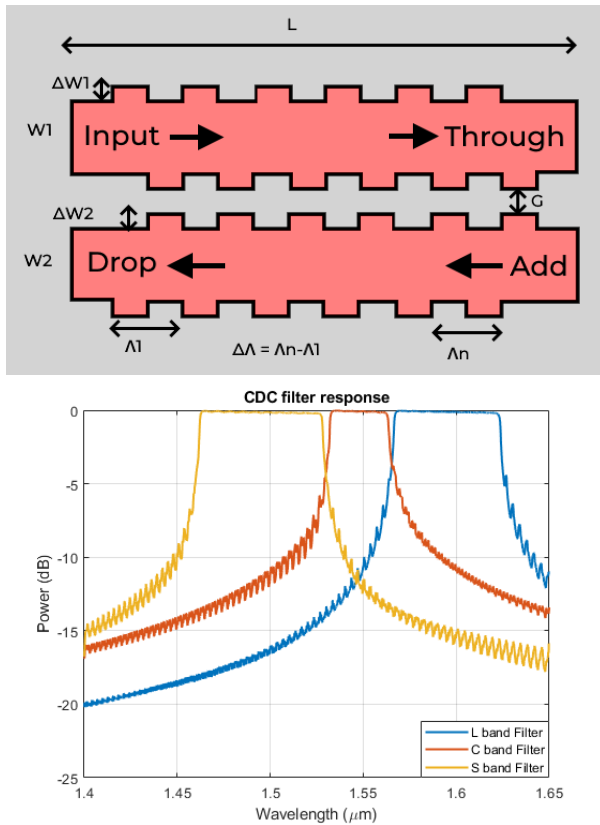 L
ΔW1
W1
Input
Through
G
ΔW2
W2
Drop
Add
Λ1
ΔΛ = Λn-Λ1
Λn
CDC filter response
Power (dB)
0
-5
-10
-15
-20
-25
1.4
1.45
1.5
1.55
1.6
1.65
Wavelength (μm)
L band Filter
C band Filter
S band Filter